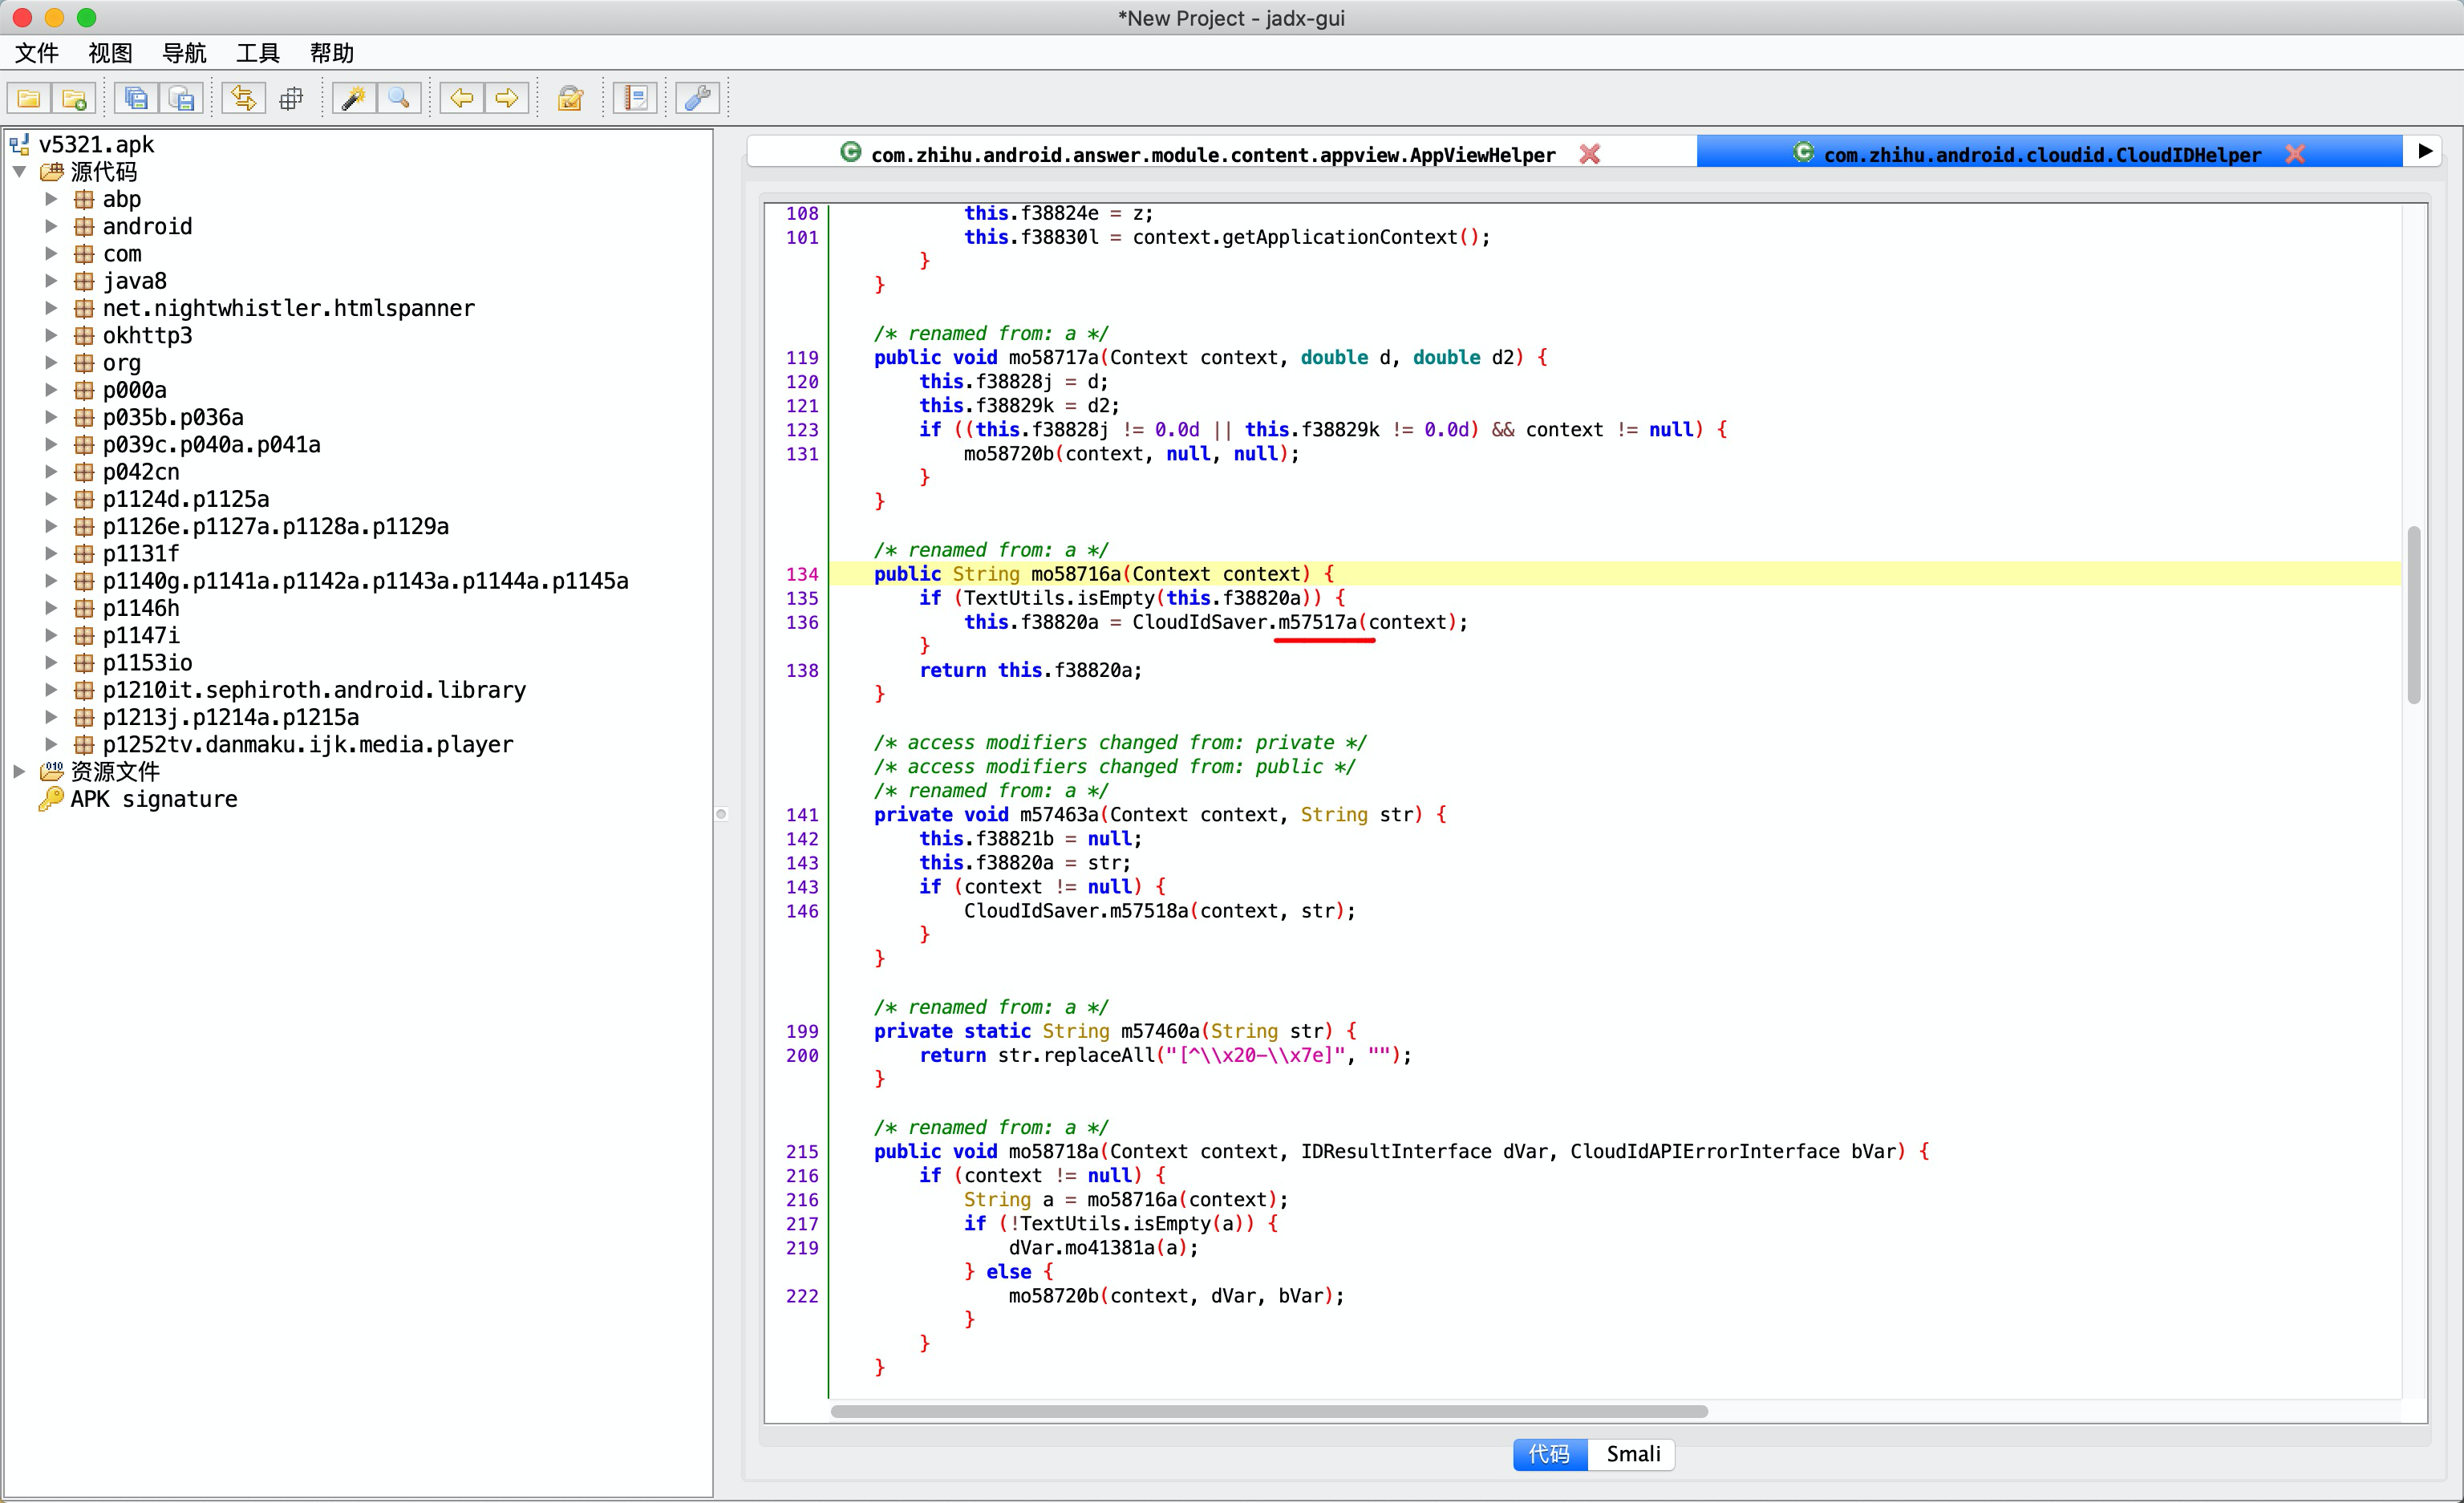 *New Project - jadx-gui
文件 视图 导航 工具 帮助
v5321.apk
源代码
abp
android
com
java8
net.nightwhistler.htmlspanner
okhttp3
org
p000a
p035b.p036a
p039c.p040a.p041a
p042cn
p1124d.p1125a
p1126e.p1127a.p1128a.p1129a
p1131f
p1140g.p1141a.p1142a.p1143a.p1144a.p1145a
p1146h
p1147i
p1153io
p1210it.sephiroth.android.library
p1213j.p1214a.p1215a
p1252tv.danmaku.ijk.media.player
资源文件
APK signature
com.zhihu.android.answer.module.content.appview.AppViewHelper
com.zhihu.android.cloudid.CloudIDHelper
108 this.f38824e = z;
101 this.f38830l = context.getApplicationContext();
}
}
/* renamed from: a */
119 public void mo58717a(Context context, double d, double d2) {
120 this.f38828j = d;
121 this.f38829k = d2;
123 if ((this.f38828j != 0.0d || this.f38829k != 0.0d) && context != null) {
131 mo58720b(context, null, null);
}
}
/* renamed from: a */
134 public String mo58716a(Context context) {
135 if (TextUtils.isEmpty(this.f38820a)) {
136 this.f38820a = CloudIdSaver.m57517a(context);
}
138 return this.f38820a;
}
/* access modifiers changed from: private */
/* access modifiers changed from: public */
/* renamed from: a */
141 private void m57463a(Context context, String str) {
142 this.f38821b = null;
143 this.f38820a = str;
143 if (context != null) {
146 CloudIdSaver.m57518a(context, str);
}
}
/* renamed from: a */
199 private static String m57460a(String str) {
200 return str.replaceAll("[^\\x20-\\x7e]", "");
}
/* renamed from: a */
215 public void mo58718a(Context context, IDResultInterface dVar, CloudIdAPIErrorInterface bVar) {
216 if (context != null) {
216 String a = mo58716a(context);
217 if (!TextUtils.isEmpty(a)) {
219 dVar.mo41381a(a);
} else {
222 mo58720b(context, dVar, bVar);
}
}
}
代码 Smali